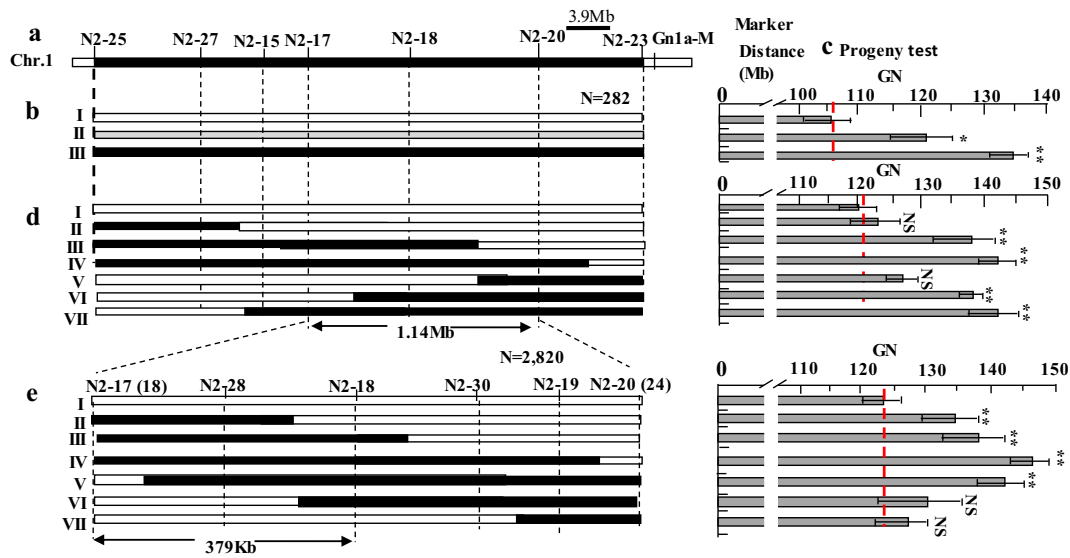 a
3.9Mb
N2-25 N2-27 N2-15 N2-17 N2-18 N2-20 N2-23 Gn1a-M
Chr.1
Marker
Distance
(Mb)
c Progeny test
GN
b
N=282
I
II
III
100 110 120 130 140
*
**
d
I
II
III
IV
V
VI
VII
1.14Mb
110 120 130 140 150
NS
**
**
NS
**
**
N=2,820
e
N2-17 (18) N2-28 N2-18 N2-30 N2-19 N2-20 (24)
I
II
III
IV
V
VI
VII
379Kb
GN
110 120 130 140 150
**
**
**
**
NS
NS